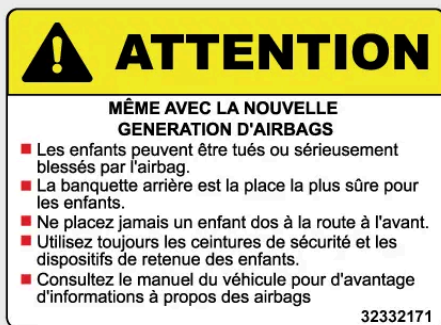 ATTENTION
MÊME AVEC LA NOUVELLE
GENERATION D'AIRBAGS
Les enfants peuvent être tués ou sérieusement
blessés par l'airbag.
La banquette arrière est la place la plus sûre pour
les enfants.
Ne placez jamais un enfant dos à la route à l'avant.
Utilisez toujours les ceintures de sécurité et les
dispositifs de retenue des enfants.
Consultez le manuel du véhicule pour d'avantage
d'informations à propos des airbags
32332171